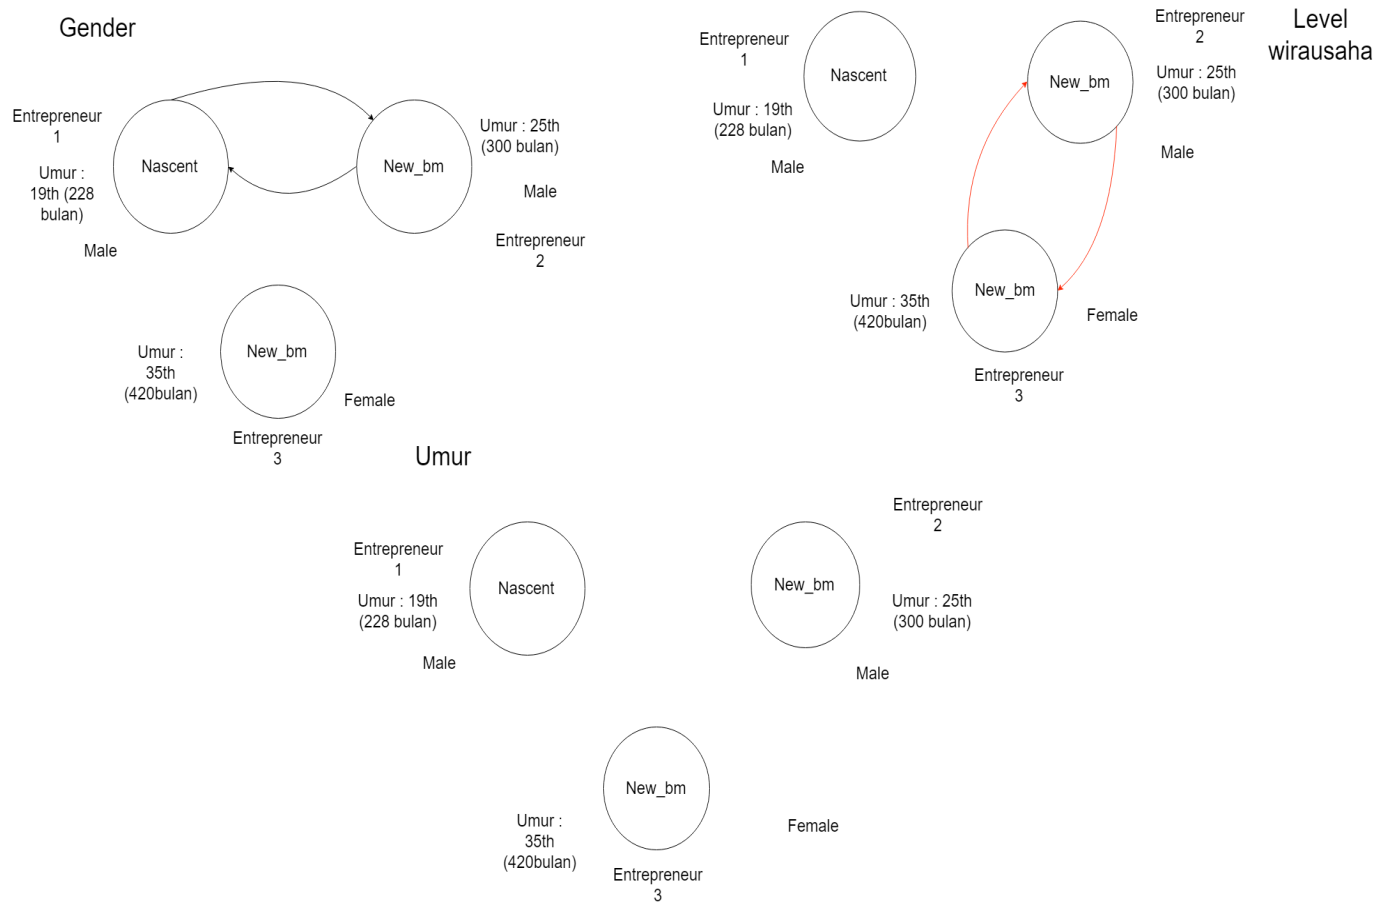 Gender
Entrepreneur
1
Nascent
Umur :
19th (228
bulan)
Male
New_bm
Umur : 25th
(300 bulan)
Male
Entrepreneur
2
New_bm
Umur :
35th
(420bulan)
Female
Entrepreneur
3
Level
wirausaha
Entrepreneur
1
Nascent
Umur : 19th
(228 bulan)
Male
Entrepreneur
2
New_bm
Umur : 25th
(300 bulan)
Male
New_bm
Umur : 35th
(420bulan)
Female
Entrepreneur
3
Umur
Entrepreneur
1
Nascent
Umur : 19th
(228 bulan)
Male
Entrepreneur
2
New_bm
Umur : 25th
(300 bulan)
Male
New_bm
Umur :
35th
(420bulan)
Female
Entrepreneur
3